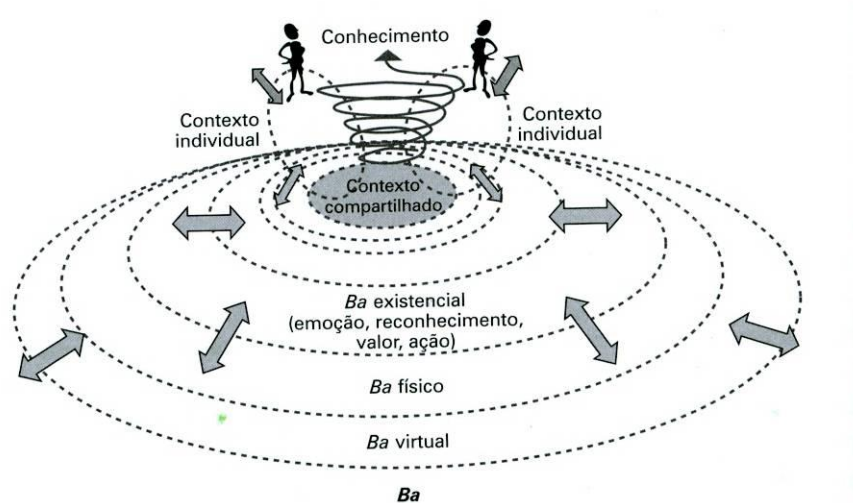 Conhecimento
Contexto
individual
Contexto
individual
Contexto
compartilhado
Ba existencial
(emoção, reconhecimento,
valor, ação)
Ba físico
Ba virtual
Ba